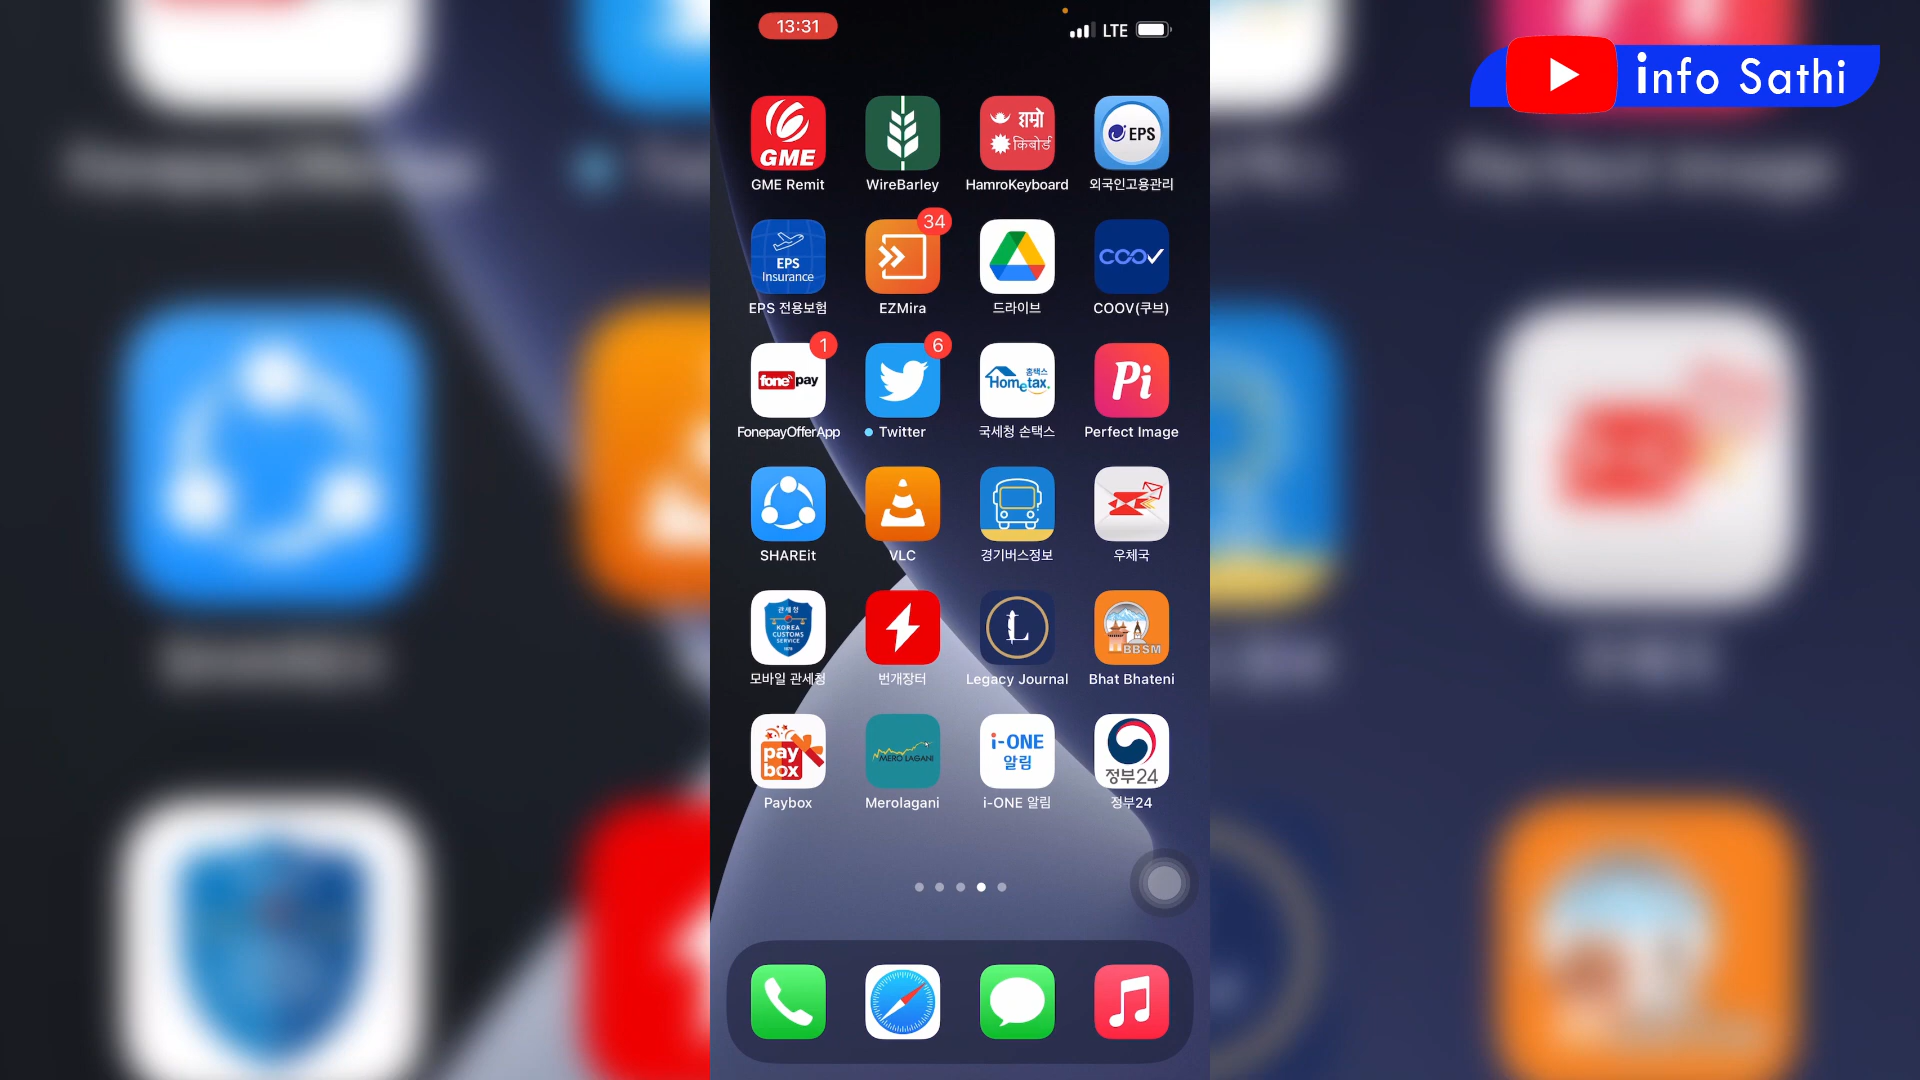 13:31
LTE
info Sathi
GME
हाम्रो
किबोर्ड
EPS
GME Remit
WireBarley
HamroKeyboard
외국인고용관리
34
EPS
Insurance
COOV
EPS 전용보험
EZMira
드라이브
COOV(쿠브)
1
6
fonepay
홈택스
Hometax.
Pi
FonepayOfferApp
Twitter
국세청 손택스
Perfect Image
SHAREit
VLC
경기버스정보
우체국
관세청
KOREA
CUSTOMS
SERVICE
L
BBSM
모바일 관세청
번개장터
Legacy Journal
Bhat Bhateni
pay
box
MERO LAGANI
i-ONE
알림
정부24
Paybox
Merolagani
i-ONE 알림
정부24